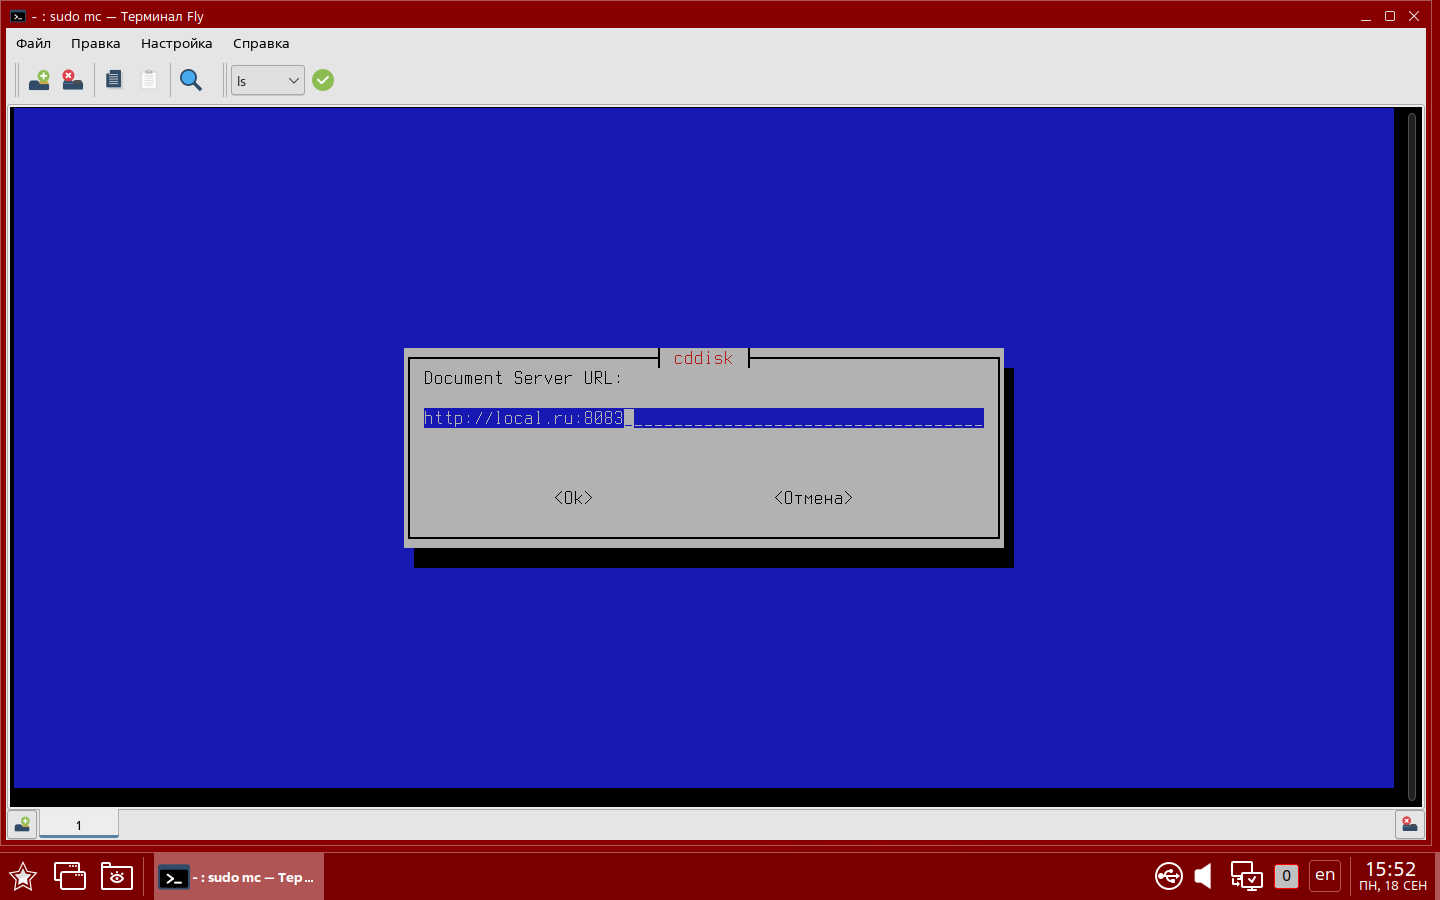 - : sudo mc — Терминал Fly
Файл Правка Настройка Справка
ls
cddisk
Document Server URL:
http://local.ru:8083
<Ok> <Отмена>
1
- : sudo mc — Тер...
0 en 15:52
ПН, 18 СЕН